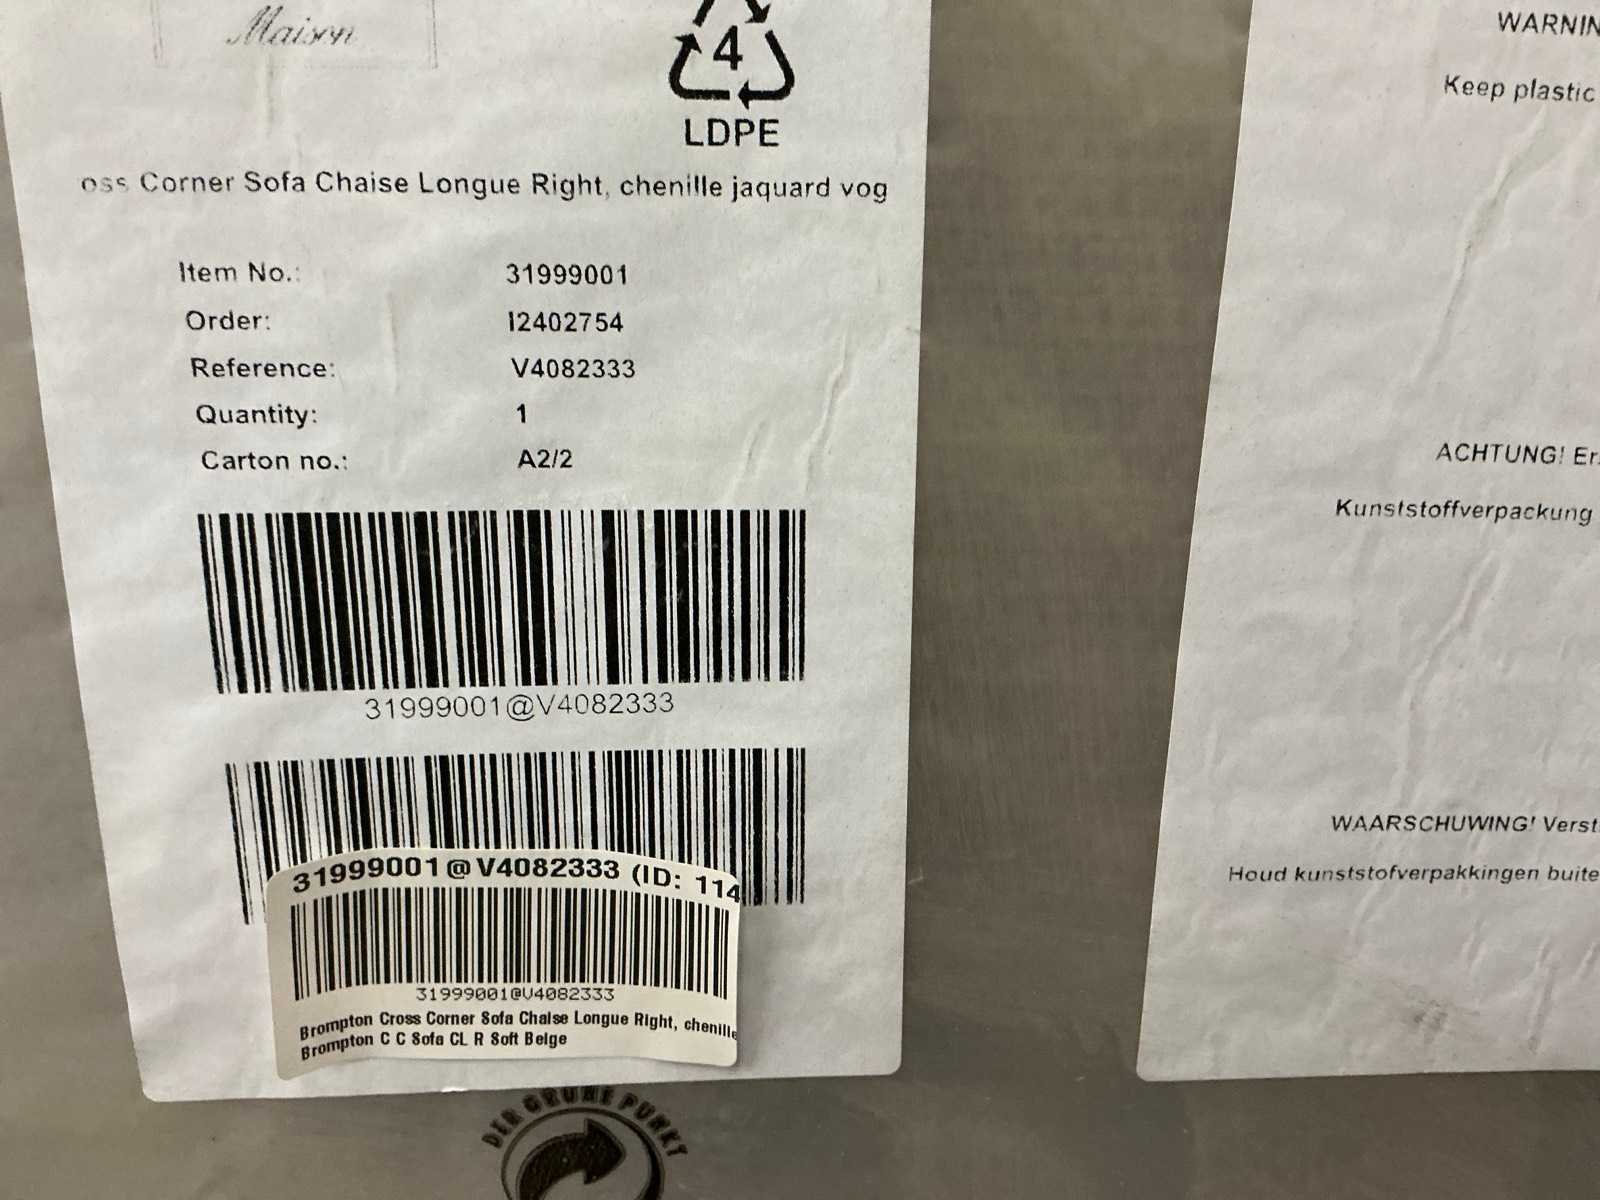 Maison
4
LDPE
oss Corner Sofa Chaise Longue Right, chenille jaquard vog
Item No.: 31999001
Order: I2402754
Reference: V4082333
Quantity: 1
Carton no.: A2/2
31999001@V4082333
31999001@V4082333 (ID: 114
31999001@V4082333
Brompton Cross Corner Sofa Chaise Longue Right, chenille
Brompton C C Sofa CL R Soft Beige
DER GRÜNE PUNKT
WARNIN
Keep plastic
ACHTUNG! Er
Kunststoffverpackung
WAARSCHUWING! Verst
Houd kunststofverpakkingen buite